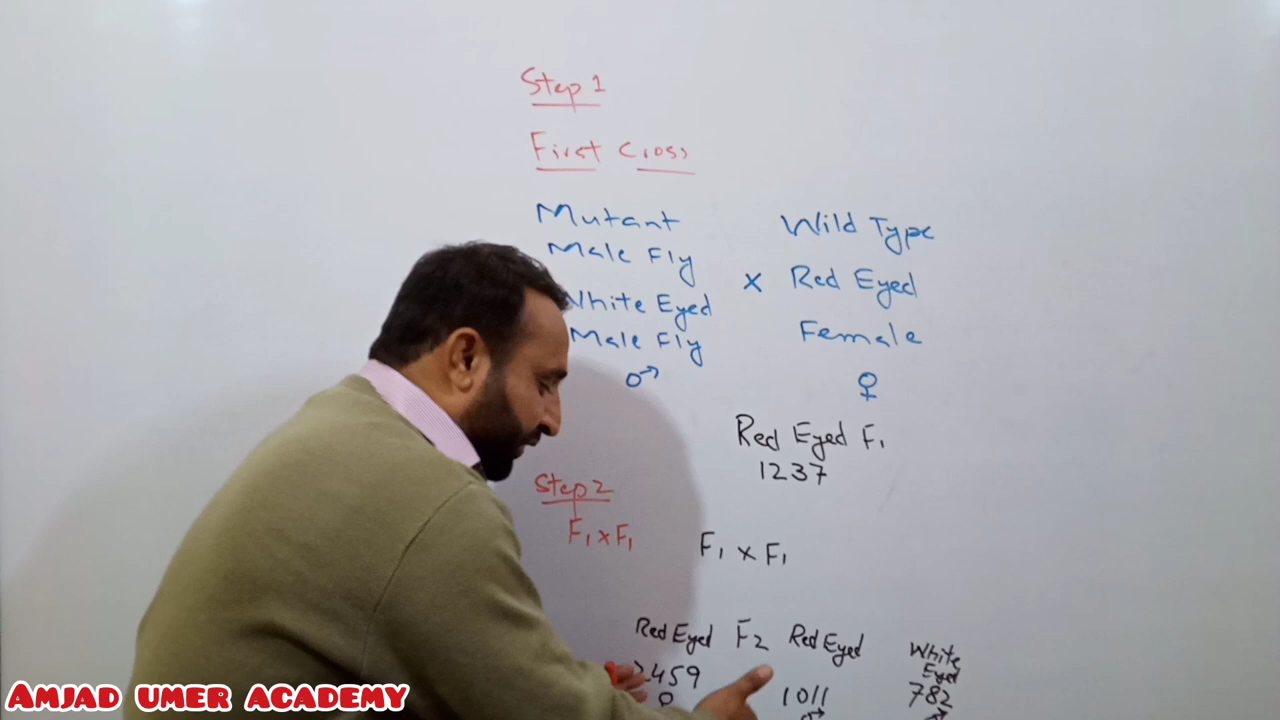 Step 1
First Cross
Mutant
Male Fly
White Eyed
Male Fly
♂
x
Wild Type
Red Eyed
Female
♀
Red Eyed F₁
1237
Step 2
F₁ x F₁
F₁ x F₁
Red Eyed F₂ Red Eyed White Eyed
2459 1011 782
♀ ♂ ♂
AMJAD UMER ACADEMY